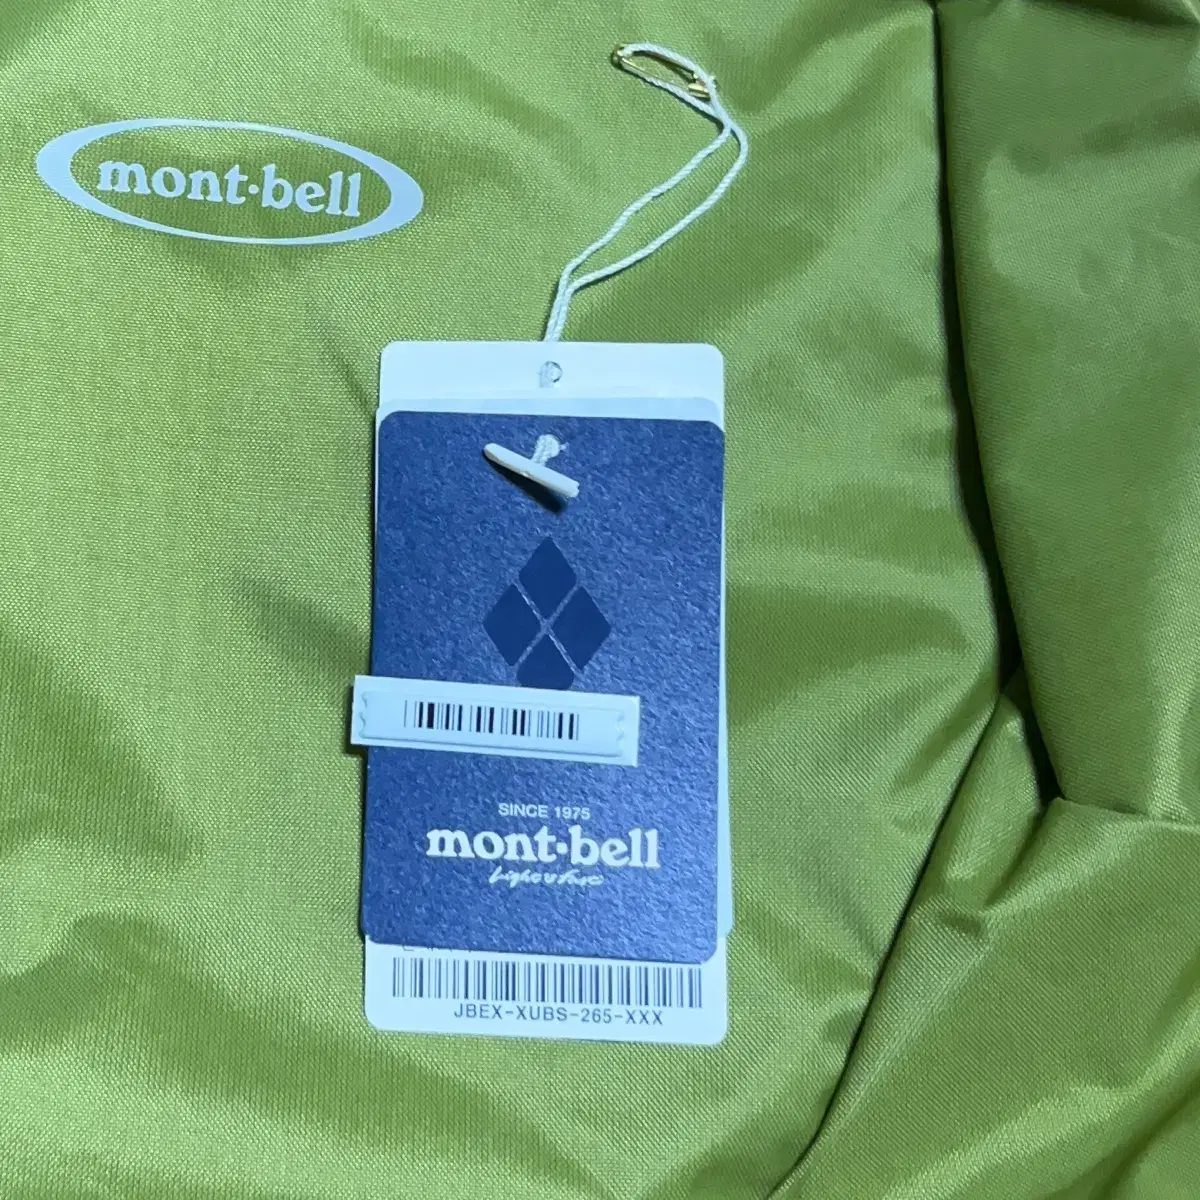 mont·bell
SINCE 1975
mont·bell
Light & Fast
JBEX-XUBS-265-XXX